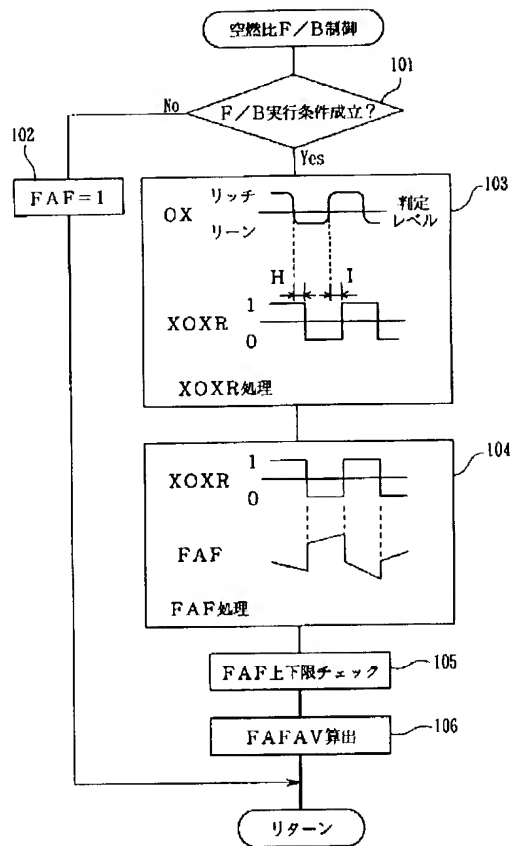 空燃比F/B制御
101
F/B実行条件成立?
No
Yes
102
FAF=1
103
OX
リッチ
リーン
判定
レベル
H
I
XOXR
1
0
XOXR処理
104
XOXR
1
0
FAF
FAF処理
FAF上下限チェック
105
FAFAV算出
106
リターン